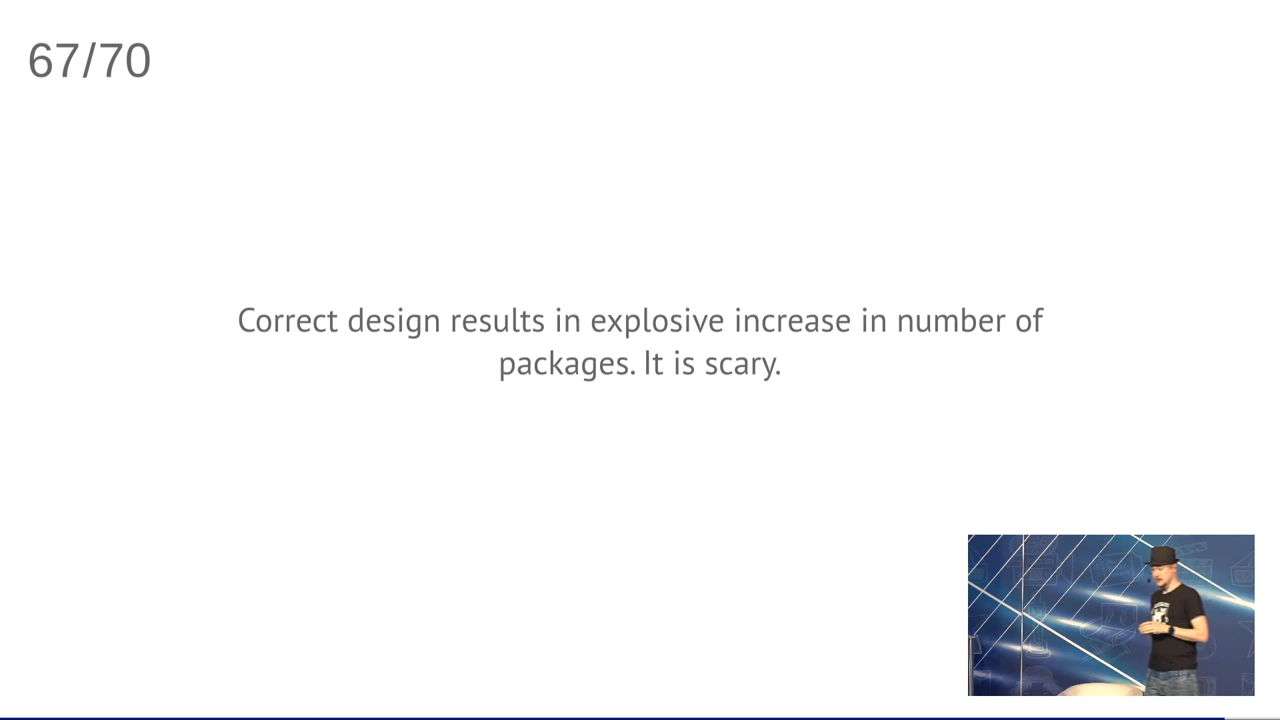 67/70
Correct design results in explosive increase in number of
packages. It is scary.